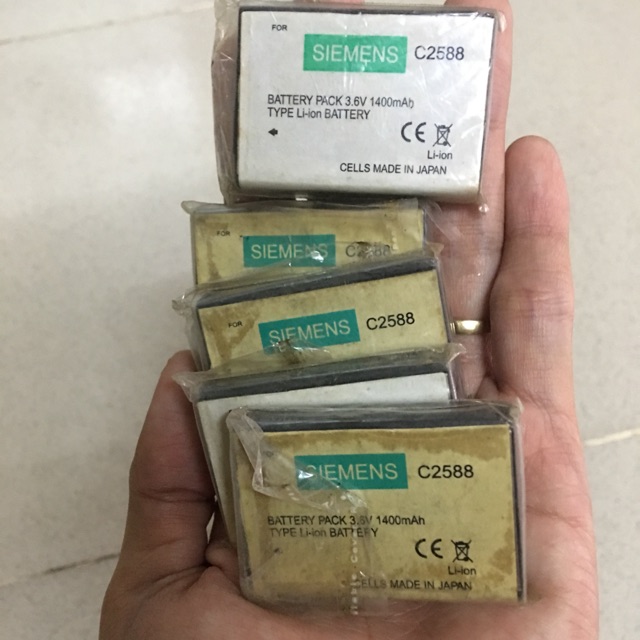 FOR
SIEMENS C2588
BATTERY PACK 3.6V 1400mAh
TYPE Li-ion BATTERY
CE
Li-ion
CELLS MADE IN JAPAN
FOR
SIEMENS C2588
FOR
SIEMENS C2588
SIEMENS C2588
BATTERY PACK 3.6V 1400mAh
TYPE Li-ion BATTERY
CE
Li-ion
CELLS MADE IN JAPAN